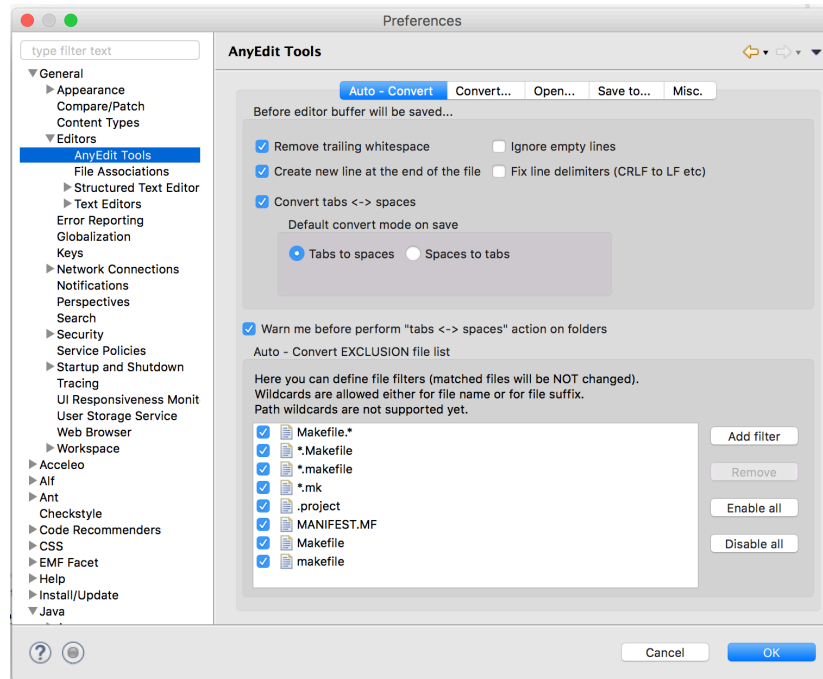 Preferences
type filter text
General
Appearance
Compare/Patch
Content Types
Editors
AnyEdit Tools
File Associations
Structured Text Editor
Text Editors
Error Reporting
Globalization
Keys
Network Connections
Notifications
Perspectives
Search
Security
Service Policies
Startup and Shutdown
Tracing
UI Responsiveness Monit
User Storage Service
Web Browser
Workspace
Acceleo
Alf
Ant
Checkstyle
Code Recommenders
CSS
EMF Facet
Help
Install/Update
Java
AnyEdit Tools
Auto - Convert Convert... Open... Save to... Misc.
Before editor buffer will be saved...
Remove trailing whitespace Ignore empty lines
Create new line at the end of the file Fix line delimiters (CRLF to LF etc)
Convert tabs <-> spaces
Default convert mode on save
Tabs to spaces Spaces to tabs
Warn me before perform "tabs <-> spaces" action on folders
Auto - Convert EXCLUSION file list
Here you can define file filters (matched files will be NOT changed).
Wildcards are allowed either for file name or for file suffix.
Path wildcards are not supported yet.
Makefile.*
*.Makefile
*.makefile
*.mk
.project
MANIFEST.MF
Makefile
makefile
Add filter
Remove
Enable all
Disable all
? Cancel OK